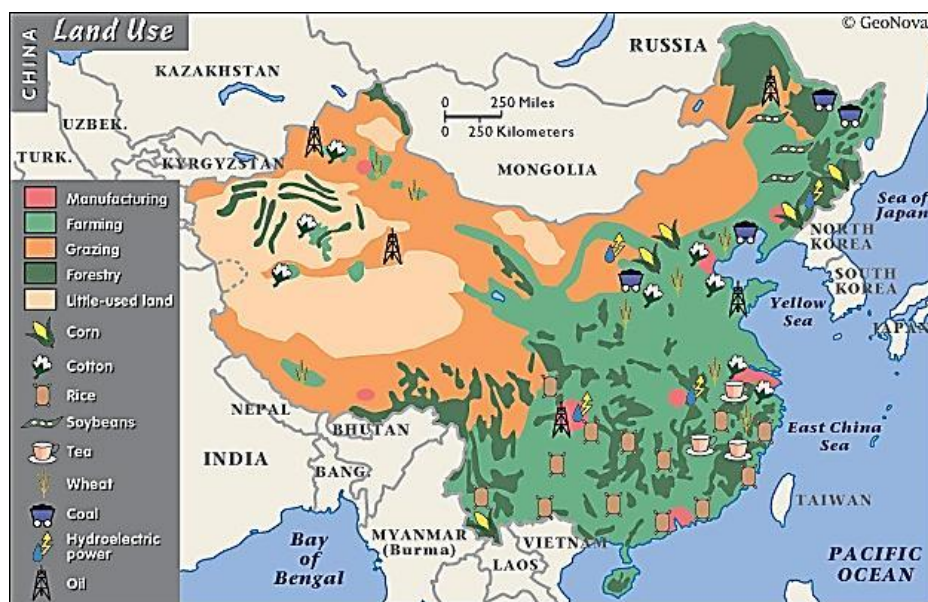 CHINA
Land Use
© GeoNova
RUSSIA
KAZAKHSTAN
0 250 Miles
0 250 Kilometers
UZBEK.
MONGOLIA
TURK.
KYRGYZSTAN
Manufacturing
Farming
Grazing
Forestry
Little-used land
Corn
Cotton
Rice
Soybeans
Tea
Wheat
Coal
Hydroelectric
power
Oil
Sea of
Japan
NORTH
KOREA
SOUTH
KOREA
Yellow
Sea
JAPAN
NEPAL
BHUTAN
INDIA
BANG.
East China
Sea
TAIWAN
MYANMAR
(Burma)
VIETNAM
LAOS
Bay
of
Bengal
PACIFIC
OCEAN